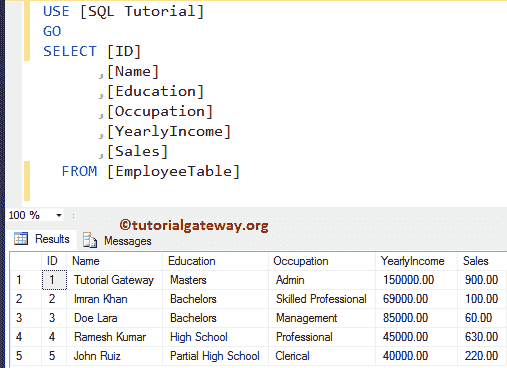 USE [SQL Tutorial]
GO
SELECT [ID]
,[Name]
,[Education]
,[Occupation]
,[YearlyIncome]
,[Sales]
FROM [EmployeeTable]
100 %
©tutorialgateway.org
Results Messages
ID Name Education Occupation YearlyIncome Sales
1 1 Tutorial Gateway Masters Admin 150000.00 900.00
2 2 Imran Khan Bachelors Skilled Professional 69000.00 100.00
3 3 Doe Lara Bachelors Management 85000.00 60.00
4 4 Ramesh Kumar High School Professional 45000.00 630.00
5 5 John Ruiz Partial High School Clerical 40000.00 220.00